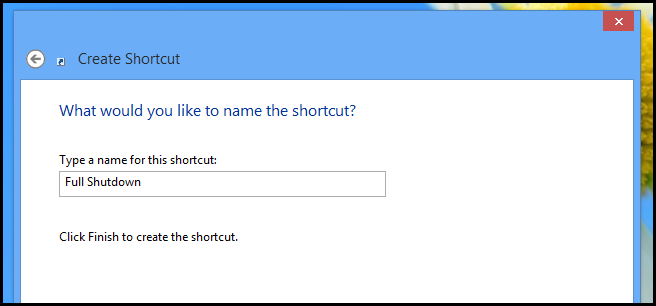 Create Shortcut
What would you like to name the shortcut?
Type a name for this shortcut:
Full Shutdown
Click Finish to create the shortcut.